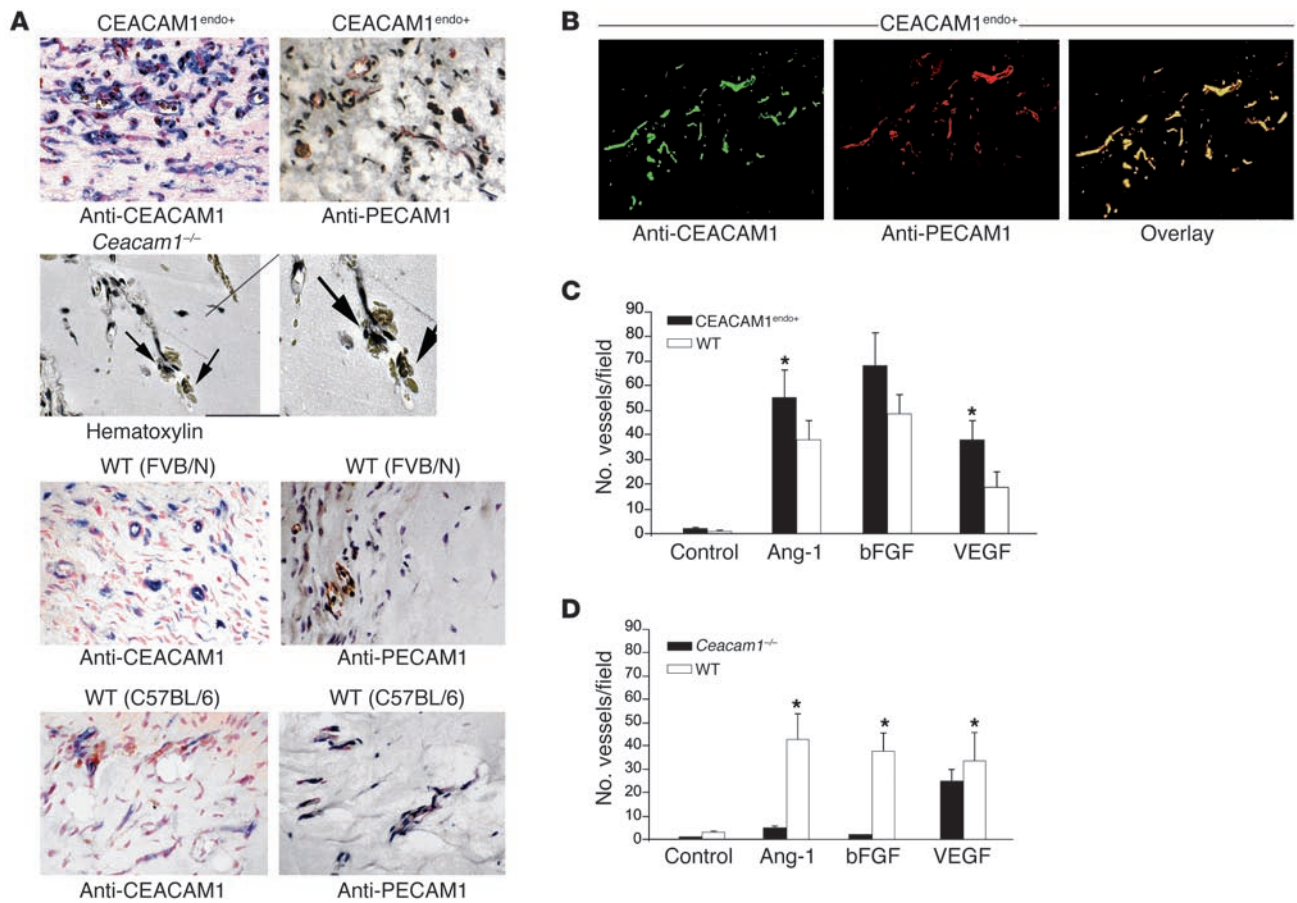 A
CEACAM1endo+ CEACAM1endo+
Anti-CEACAM1 Anti-PECAM1
Ceacam1–/–
Hematoxylin
WT (FVB/N) WT (FVB/N)
Anti-CEACAM1 Anti-PECAM1
WT (C57BL/6) WT (C57BL/6)
Anti-CEACAM1 Anti-PECAM1
B
CEACAM1endo+
Anti-CEACAM1 Anti-PECAM1 Overlay
C
No. vessels/field
90
80
70
60
50
40
30
20
10
0
CEACAM1endo+
WT
* *
Control Ang-1 bFGF VEGF
D
No. vessels/field
90
80
70
60
50
40
30
20
10
0
Ceacam1–/–
WT
* * *
Control Ang-1 bFGF VEGF